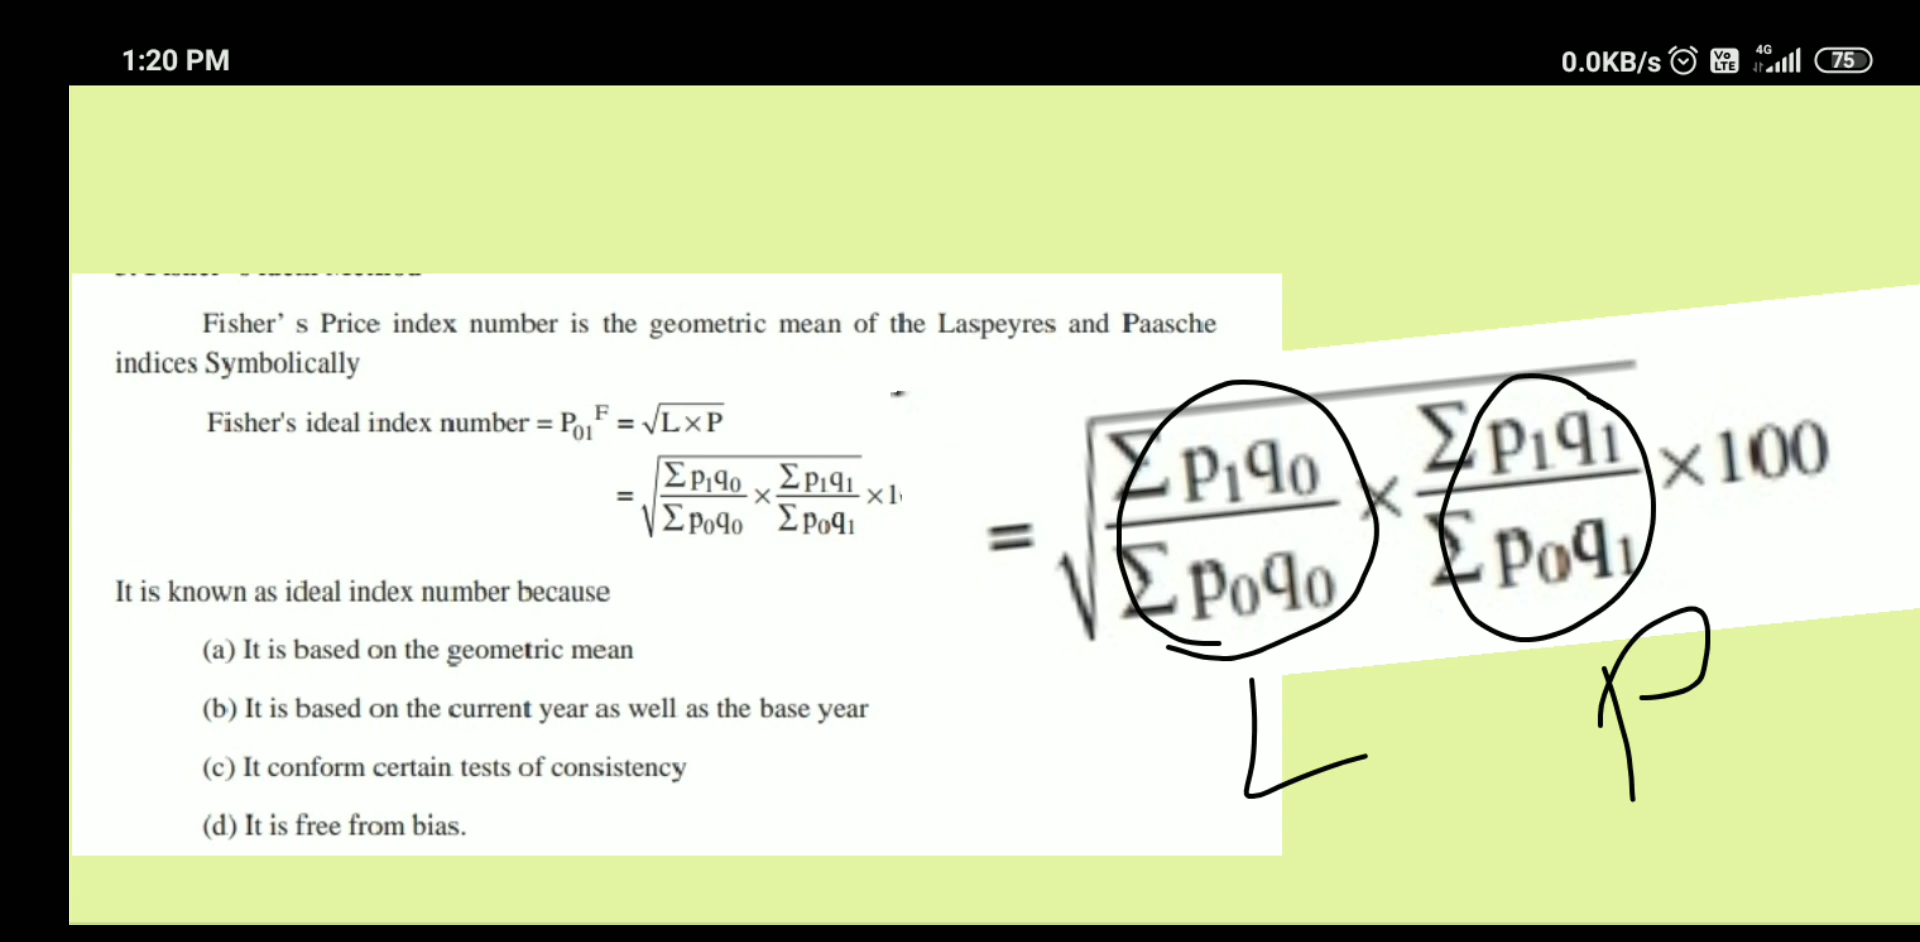 1:20 PM
0.0KB/s Vo LTE 4G 75
Fisher’ s Price index number is the geometric mean of the Laspeyres and Paasche
indices Symbolically
Fisher's ideal index number = P₀₁ᶠ = √L×P
= √Σp₁q₀/Σp₀q₀ × Σp₁q₁/Σp₀q₁ ×1
= √Σp₁q₀/Σp₀q₀ × Σp₁q₁/Σp₀q₁ ×100
L P
It is known as ideal index number because
(a) It is based on the geometric mean
(b) It is based on the current year as well as the base year
(c) It conform certain tests of consistency
(d) It is free from bias.